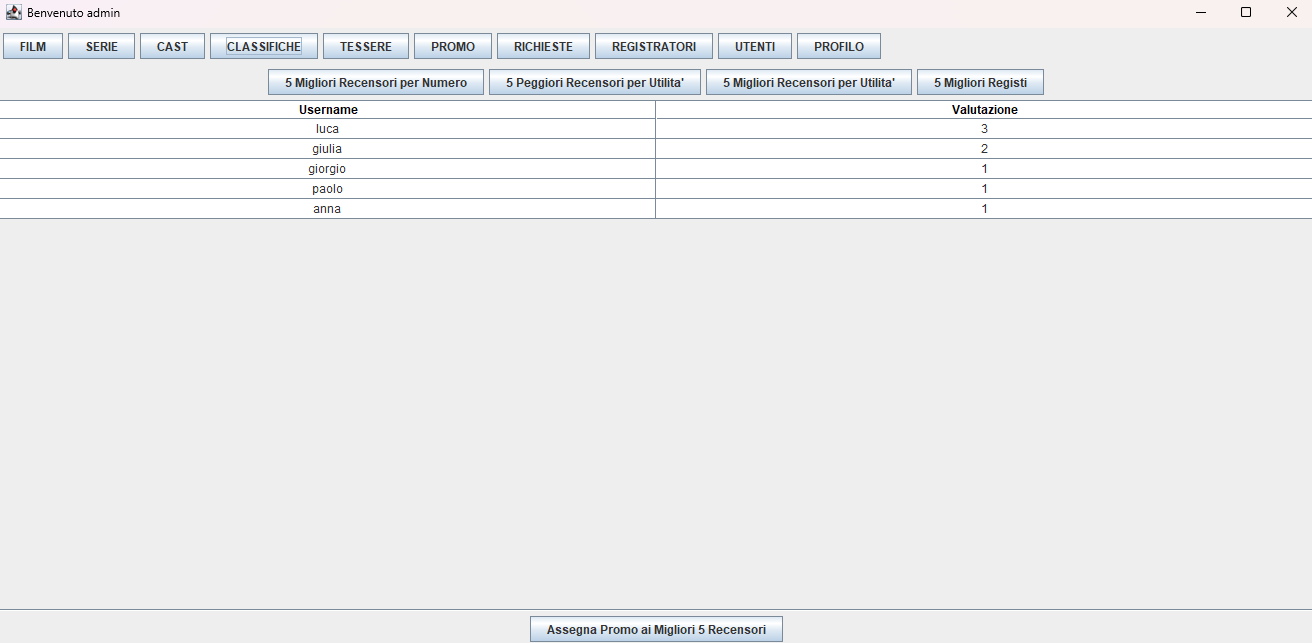 Benvenuto admin
FILM SERIE CAST CLASSIFICHE TESSERE PROMO RICHIESTE REGISTRATORI UTENTI PROFILO
5 Migliori Recensori per Numero 5 Peggiori Recensori per Utilita' 5 Migliori Recensori per Utilita' 5 Migliori Registi
Username Valutazione
luca 3
giulia 2
giorgio 1
paolo 1
anna 1
Assegna Promo ai Migliori 5 Recensori